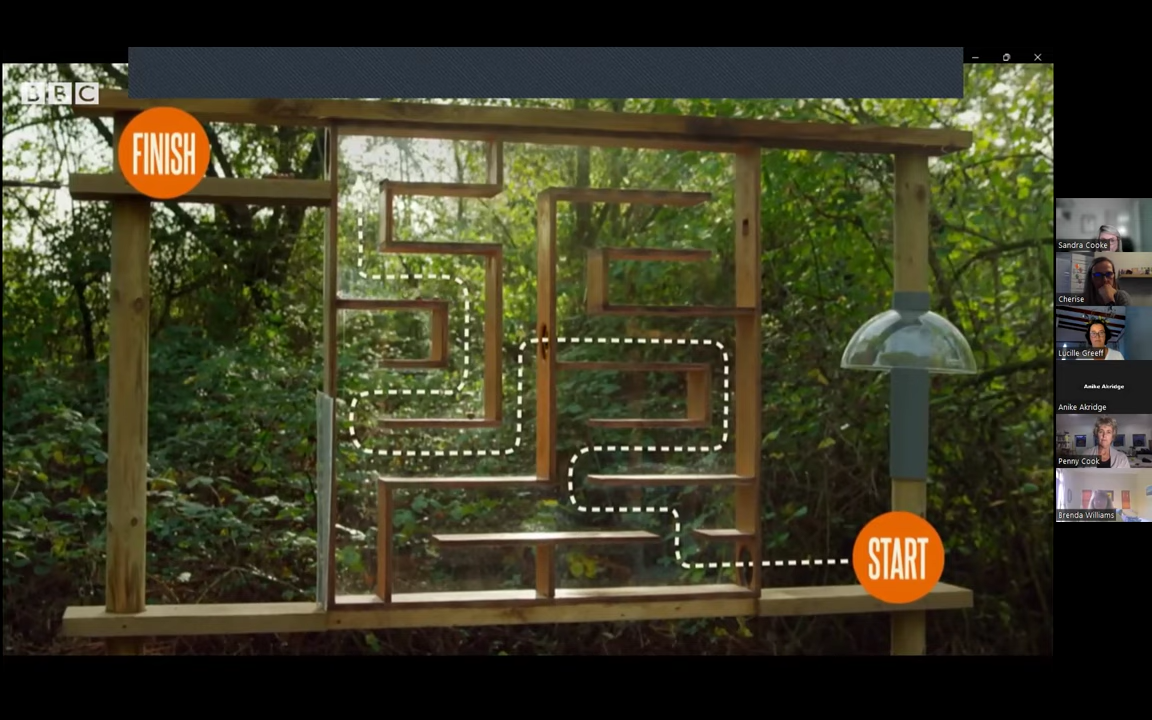 BBC
FINISH
START
Sandra Cooke
Cherise
Lucille Greeff
Anike Akridge
Anike Akridge
Penny Cook
Brenda Williams